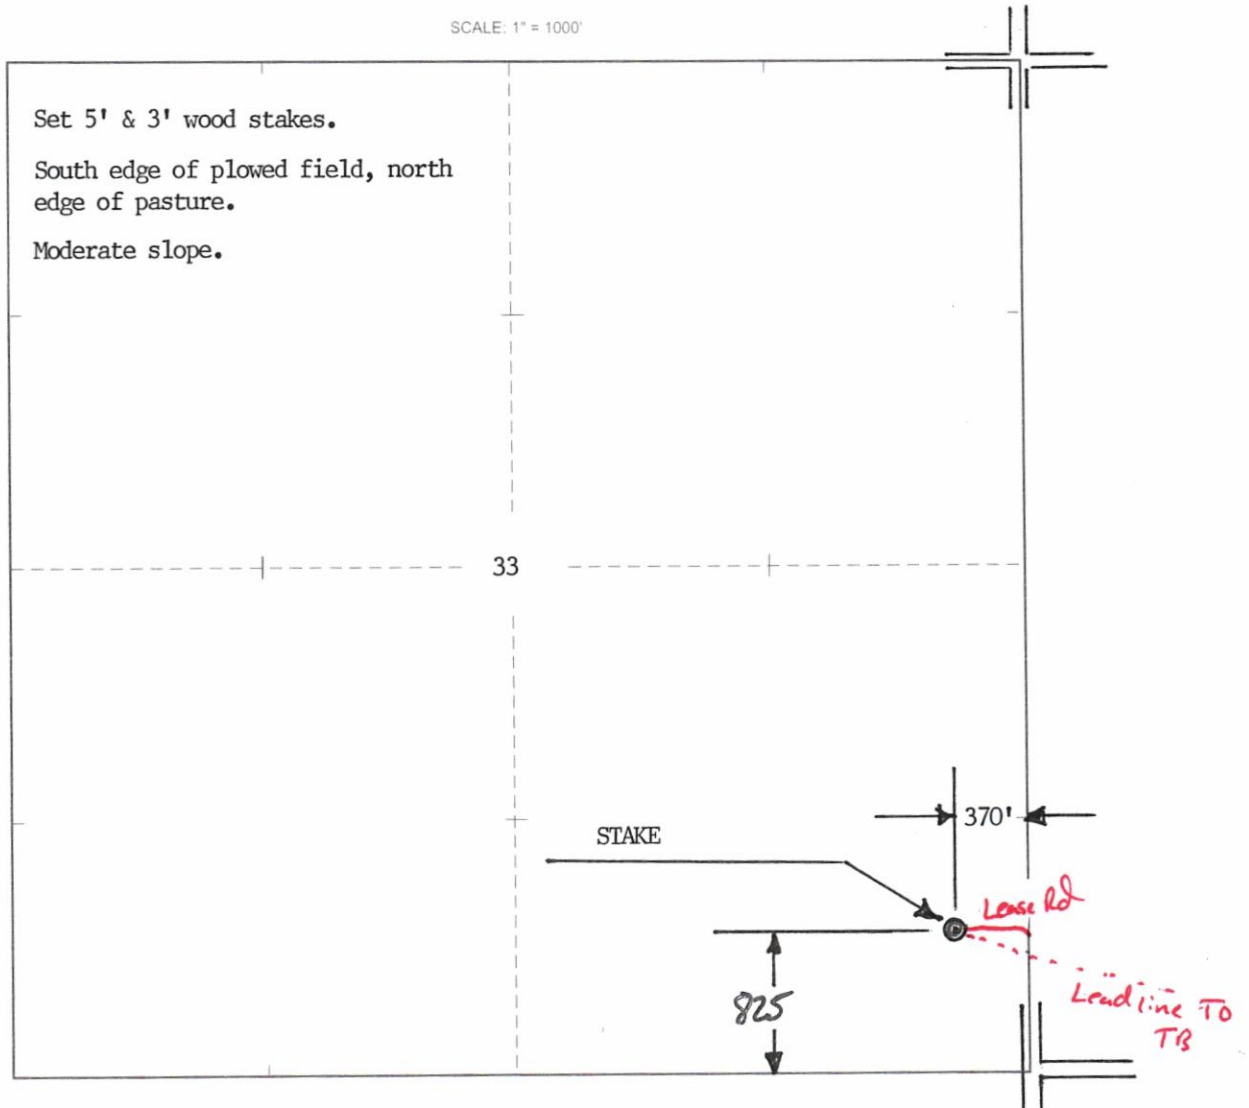 SCALE: 1" = 1000'
Set 5' & 3' wood stakes.
South edge of plowed field, north
edge of pasture.
Moderate slope.
33
370'
STAKE
Lease Rd
825
Lead line To
TB